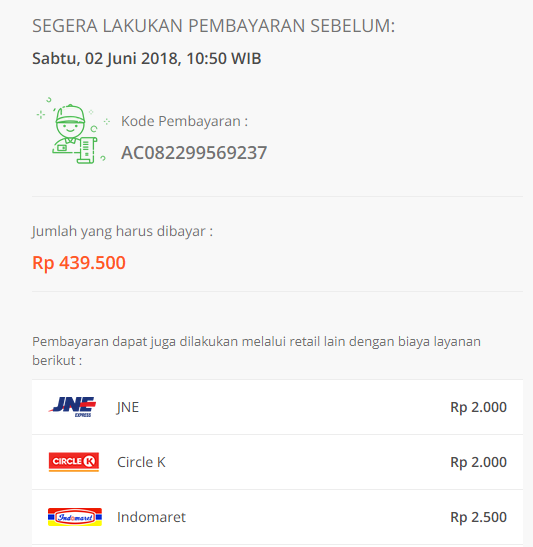 SEGERA LAKUKAN PEMBAYARAN SEBELUM:
Sabtu, 02 Juni 2018, 10:50 WIB
Kode Pembayaran :
AC082299569237
Jumlah yang harus dibayar :
Rp 439.500
Pembayaran dapat juga dilakukan melalui retail lain dengan biaya layanan
berikut :
JNE EXPRESS JNE Rp 2.000
CIRCLE K Circle K Rp 2.000
Indomaret Indomaret Rp 2.500